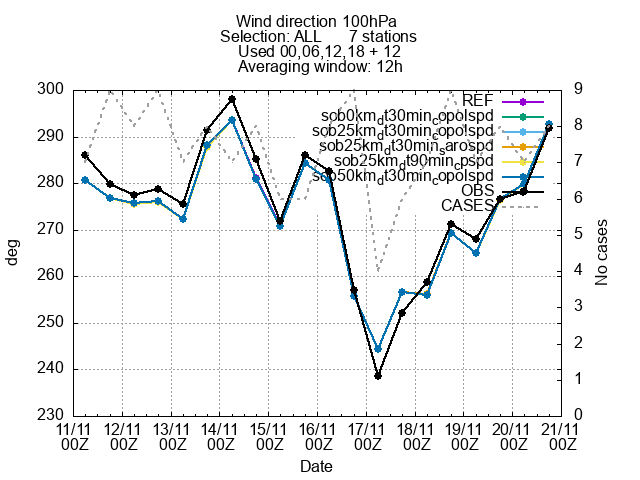 Wind direction 100hPa
Selection: ALL 7 stations
Used 00,06,12,18 + 12
Averaging window: 12h
300
290
280
270
260
250
240
230
9
8
7
6
5
4
3
2
1
0
REF
sob0km_dt30min_copolspd
sob25km_dt30min_copolspd
sob25km_dt30min_sarospd
sob25km_dt90min_cpspd
sob50km_dt30min_copolspd
OBS
CASES
deg
No cases
11/11 12/11 13/11 14/11 15/11 16/11 17/11 18/11 19/11 20/11 21/11
00Z 00Z 00Z 00Z 00Z 00Z 00Z 00Z 00Z 00Z 00Z
Date